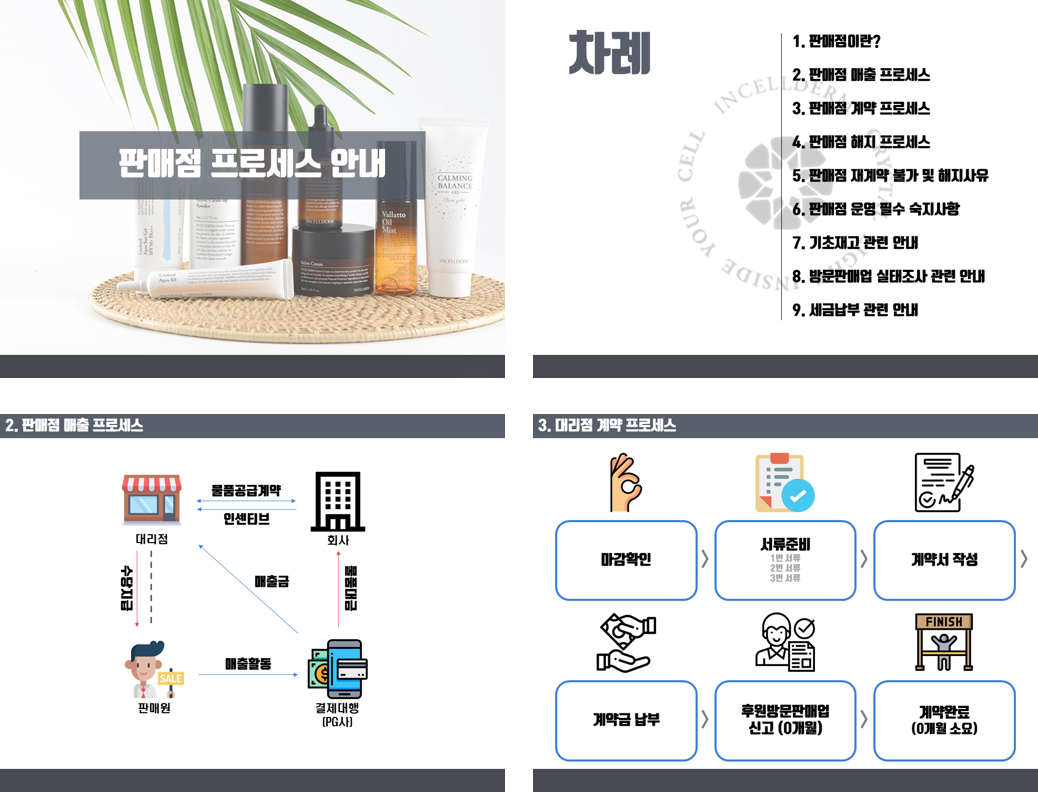 판매점 프로세스 안내
CALMING
BALANCE
GEL
Vallatto
Oil
Mist
INCELLDERM
Active Cream
Active Clean-up
Powder
차례
1. 판매점이란?
2. 판매점 매출 프로세스
3. 판매점 계약 프로세스
4. 판매점 해지 프로세스
5. 판매점 재계약 불가 및 해지사유
6. 판매점 운영 필수 숙지사항
7. 기초재고 관련 안내
8. 방문판매업 실태조사 관련 안내
9. 세금납부 관련 안내
INCELLDERM
INSIDE YOUR CELL
2. 판매점 매출 프로세스
물품공급계약
인센티브
대리점
회사
수당지급
매출금
물품대금
매출활동
SALE
판매원
결제대행
(PG사)
3. 대리점 계약 프로세스
마감확인
서류준비
1번 서류
2번 서류
3번 서류
계약서 작성
FINISH
계약금 납부
후원방문판매업
신고 (0개월)
계약완료
(0개월 소요)